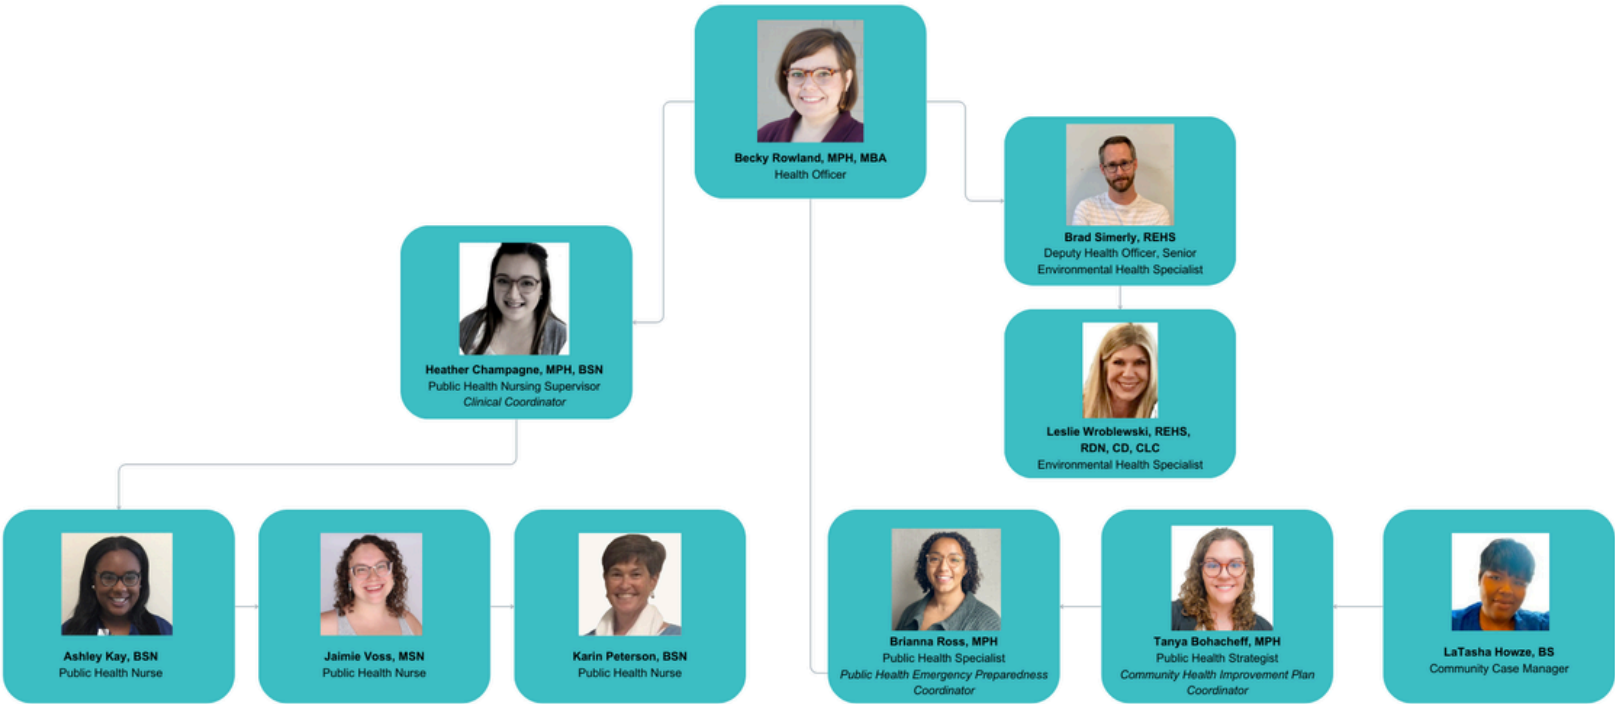 Becky Rowland, MPH, MBA
Health Officer
Brad Simerly, REHS
Deputy Health Officer, Senior
Environmental Health Specialist
Heather Champagne, MPH, BSN
Public Health Nursing Supervisor
Clinical Coordinator
Leslie Wroblewski, REHS,
RDN, CD, CLC
Environmental Health Specialist
Ashley Kay, BSN
Public Health Nurse
Jaimie Voss, MSN
Public Health Nurse
Karin Peterson, BSN
Public Health Nurse
Brianna Ross, MPH
Public Health Specialist
Public Health Emergency Preparedness
Coordinator
Tanya Bohacheff, MPH
Public Health Strategist
Community Health Improvement Plan
Coordinator
LaTasha Howze, BS
Community Case Manager